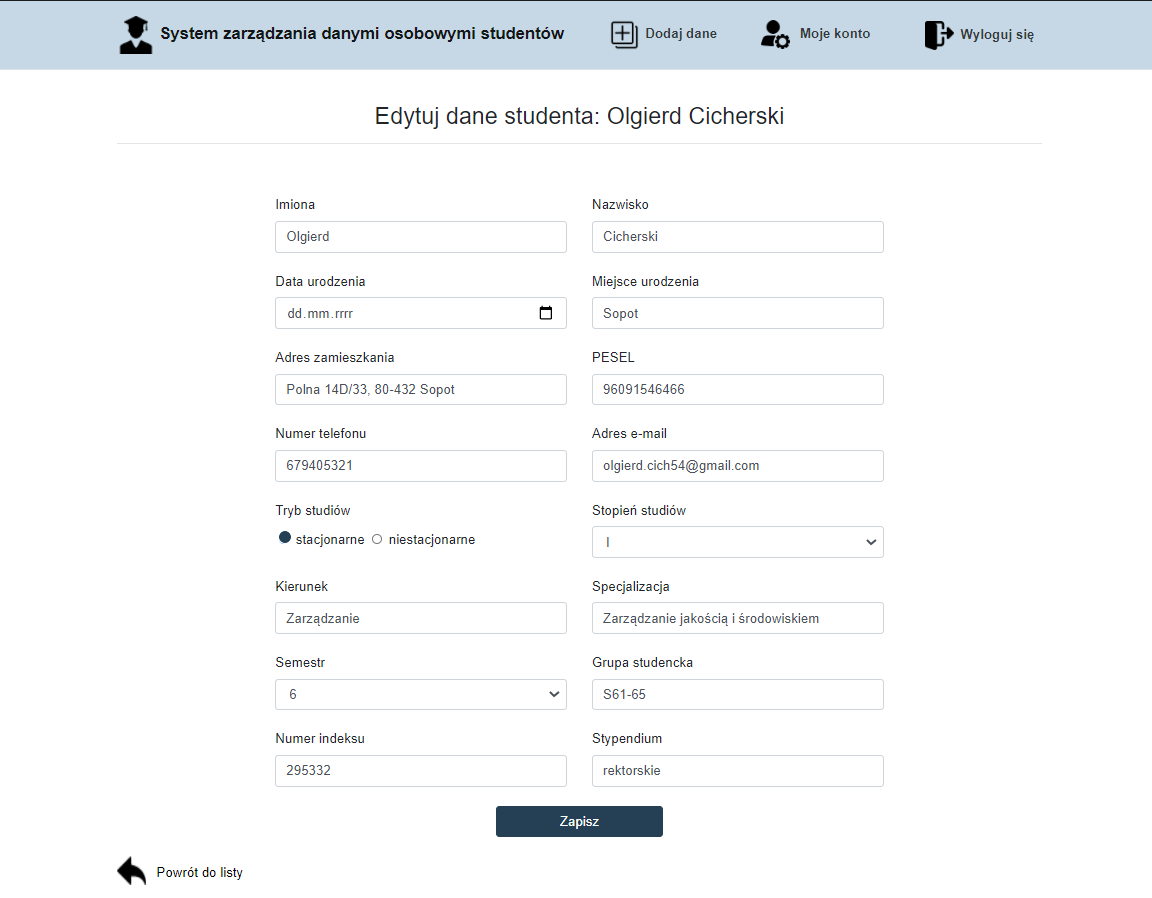 System zarządzania danymi osobowymi studentów Dodaj dane Moje konto Wyloguj się
Edytuj dane studenta: Olgierd Cicherski
Imiona Nazwisko
Olgierd Cicherski
Data urodzenia Miejsce urodzenia
dd.mm.rrrr Sopot
Adres zamieszkania PESEL
Polna 14D/33, 80-432 Sopot 96091546466
Numer telefonu Adres e-mail
679405321 olgierd.cich54@gmail.com
Tryb studiów Stopień studiów
stacjonarne niestacjonarne I
Kierunek Specjalizacja
Zarządzanie Zarządzanie jakością i środowiskiem
Semestr Grupa studencka
6 S61-65
Numer indeksu Stypendium
295332 rektorskie
Zapisz
Powrót do listy